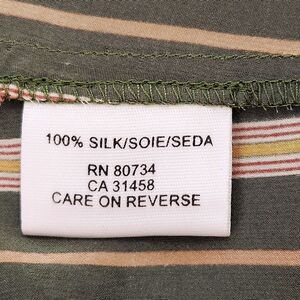 100% SILK/SOIE/SEDA
RN 80734
CA 31458
CARE ON REVERSE